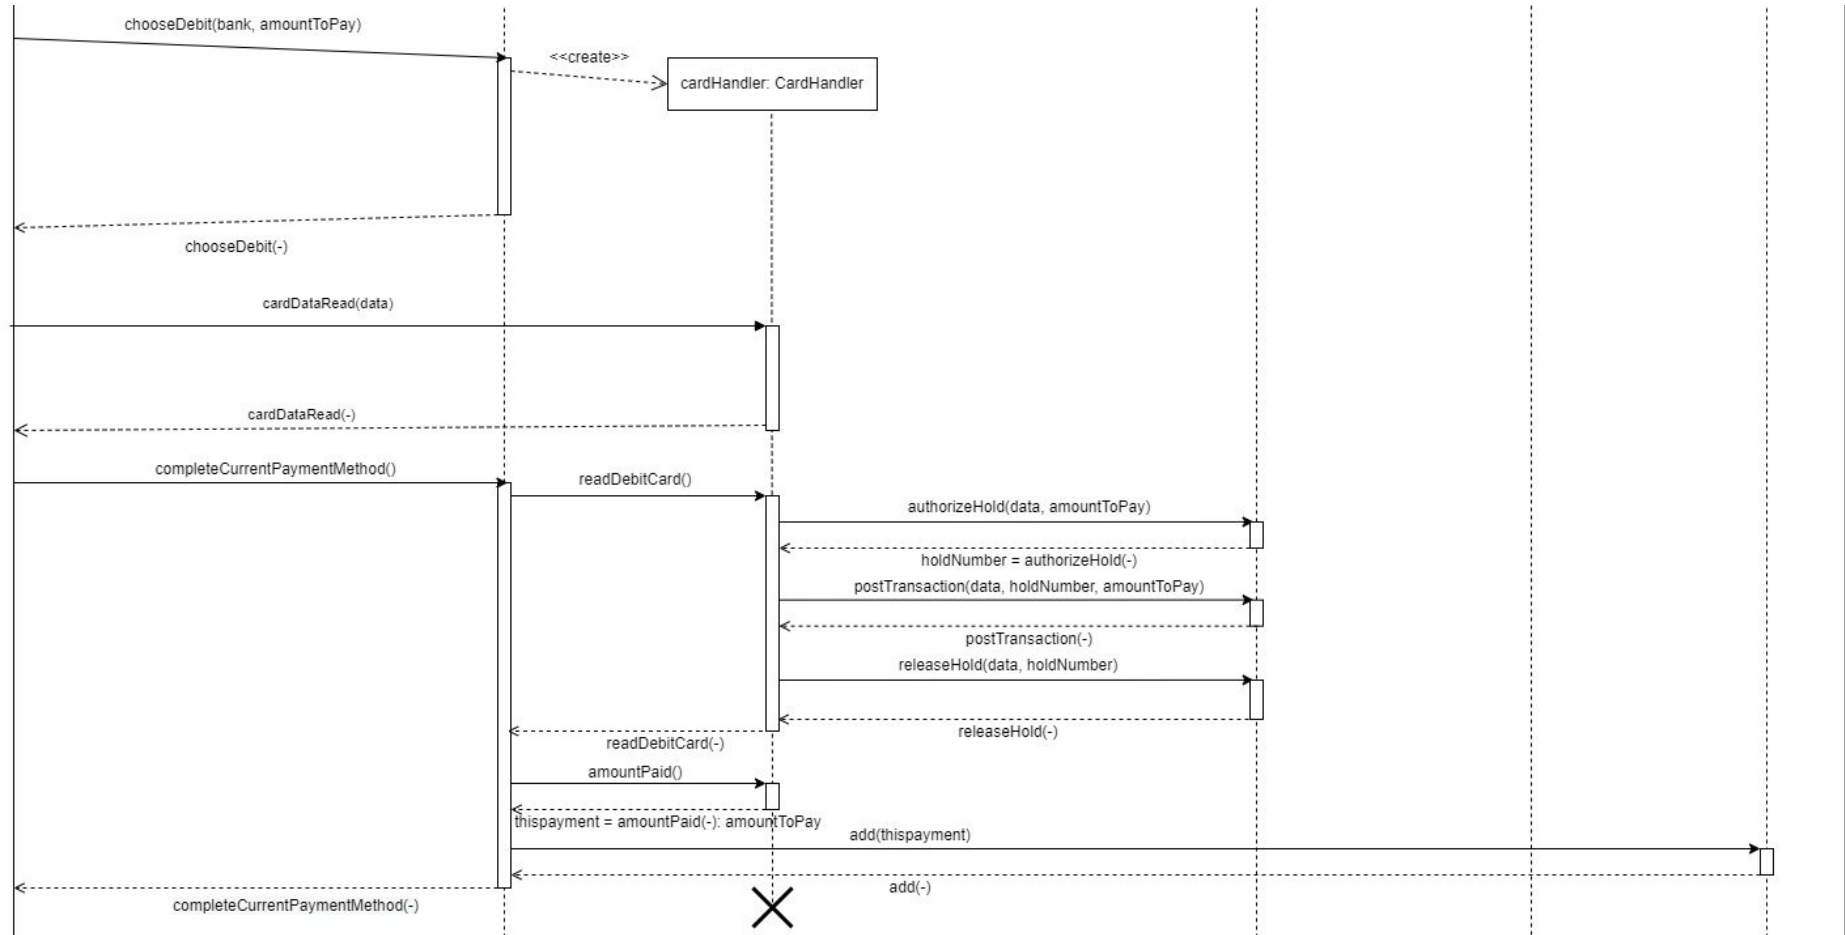 chooseDebit(bank, amountToPay)
<<create>>
cardHandler: CardHandler
chooseDebit(-)
cardDataRead(data)
cardDataRead(-)
completeCurrentPaymentMethod()
readDebitCard()
authorizeHold(data, amountToPay)
holdNumber = authorizeHold(-)
postTransaction(data, holdNumber, amountToPay)
postTransaction(-)
releaseHold(data, holdNumber)
releaseHold(-)
readDebitCard(-)
amountPaid()
thispayment = amountPaid(-): amountToPay
add(thispayment)
add(-)
completeCurrentPaymentMethod(-)